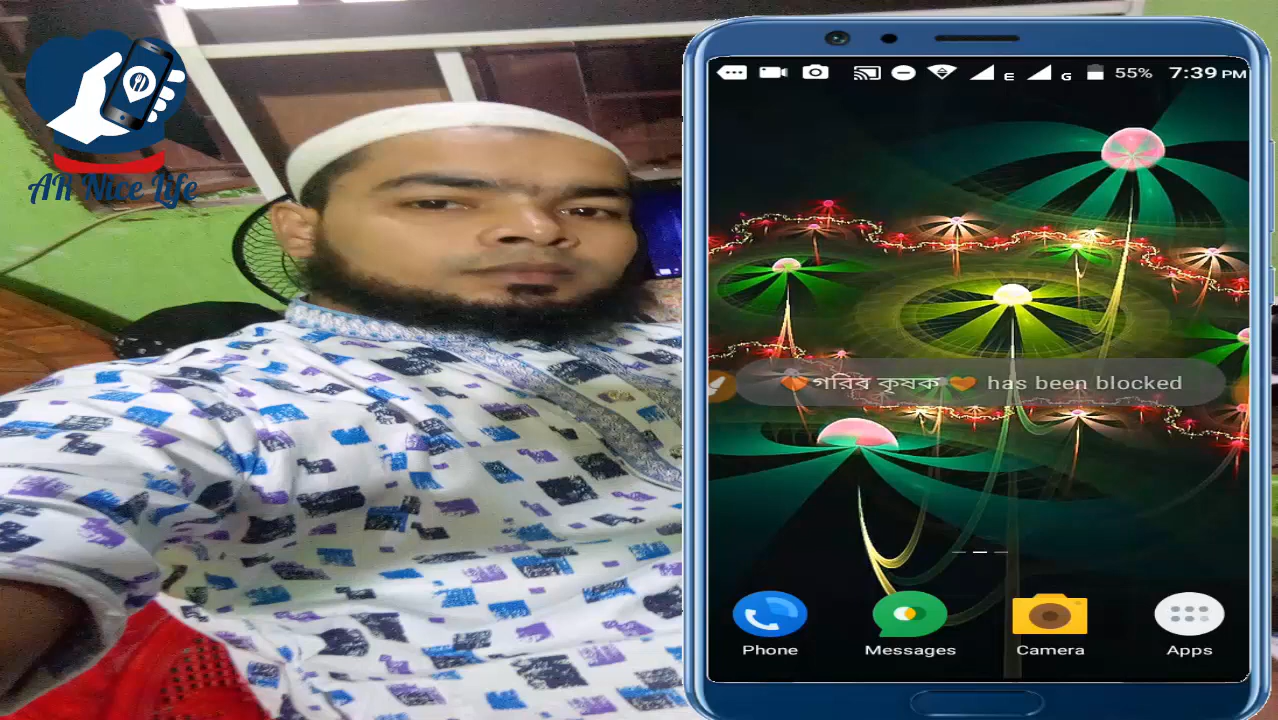 AH Nice Life
E
G
55%
7:39 PM
গরিব কৃষক has been blocked
Phone
Messages
Camera
Apps